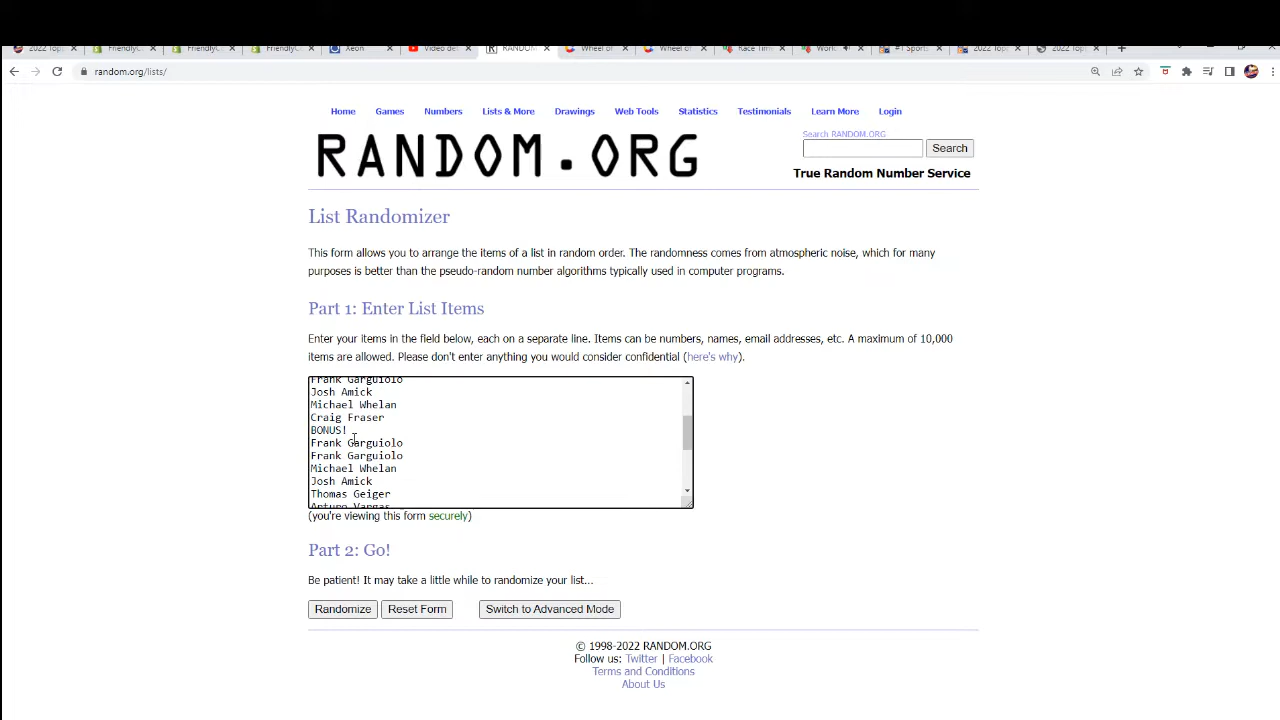 2022 Top
FriendlyC
FriendlyC
FriendlyC
Xeon
Video de
RANDOM
Wheel of
Wheel of
Race Tim
Work
#1 Sports
2022 Top
2022 Top
random.org/lists/
Home Games Numbers Lists & More Drawings Web Tools Statistics Testimonials Learn More Login
RANDOM.ORG
Search RANDOM.ORG
Search
True Random Number Service
List Randomizer
This form allows you to arrange the items of a list in random order. The randomness comes from atmospheric noise, which for many
purposes is better than the pseudo-random number algorithms typically used in computer programs.
Part 1: Enter List Items
Enter your items in the field below, each on a separate line. Items can be numbers, names, email addresses, etc. A maximum of 10,000
items are allowed. Please don't enter anything you would consider confidential (here's why).
Frank Garguiolo
Josh Amick
Michael Whelan
Craig Fraser
BONUS!
Frank Garguiolo
Frank Garguiolo
Michael Whelan
Josh Amick
Thomas Geiger
Arturo Vargas
(you're viewing this form securely)
Part 2: Go!
Be patient! It may take a little while to randomize your list...
Randomize Reset Form Switch to Advanced Mode
© 1998-2022 RANDOM.ORG
Follow us: Twitter | Facebook
Terms and Conditions
About Us